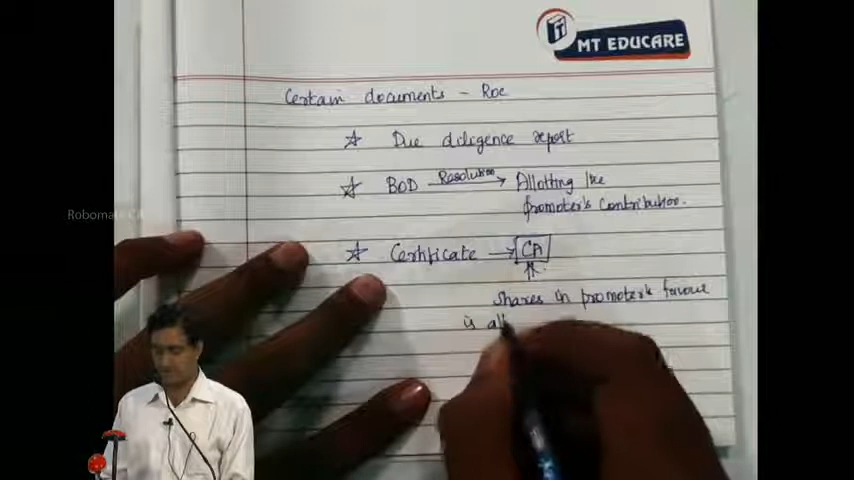 MT EDUCARE
Certain documents - ROC
☆ Due diligence report
☆ BOD Resolution → Allotting the
promoter's contribution.
☆ Certificate → CA
Robomate CA
shares in promoter's favour
is all